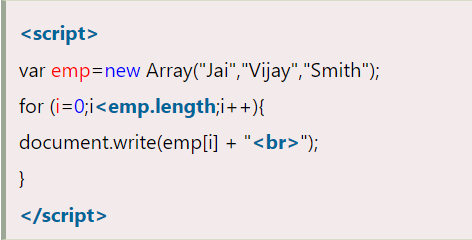 <script>
var emp=new Array("Jai","Vijay","Smith");
for (i=0;i<emp.length;i++){
document.write(emp[i] + "<br>");
}
</script>